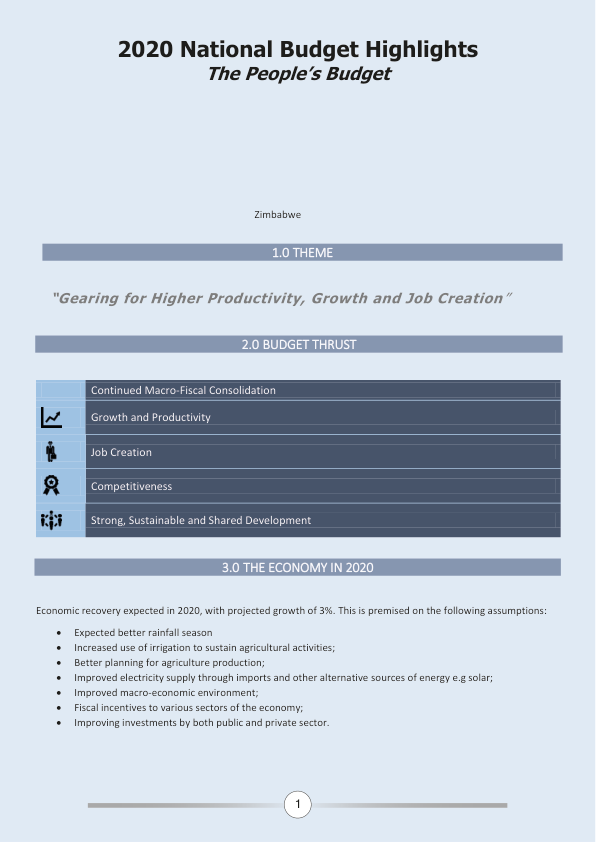 2020 National Budget Highlights
The People’s Budget
Zimbabwe
1.0 THEME
“Gearing for Higher Productivity, Growth and Job Creation”
2.0 BUDGET THRUST
Continued Macro-Fiscal Consolidation
Growth and Productivity
Job Creation
Competitiveness
Strong, Sustainable and Shared Development
3.0 THE ECONOMY IN 2020
Economic recovery expected in 2020, with projected growth of 3%. This is premised on the following assumptions:
• Expected better rainfall season
• Increased use of irrigation to sustain agricultural activities;
• Better planning for agriculture production;
• Improved electricity supply through imports and other alternative sources of energy e.g solar;
• Improved macro-economic environment;
• Fiscal incentives to various sectors of the economy;
• Improving investments by both public and private sector.
1